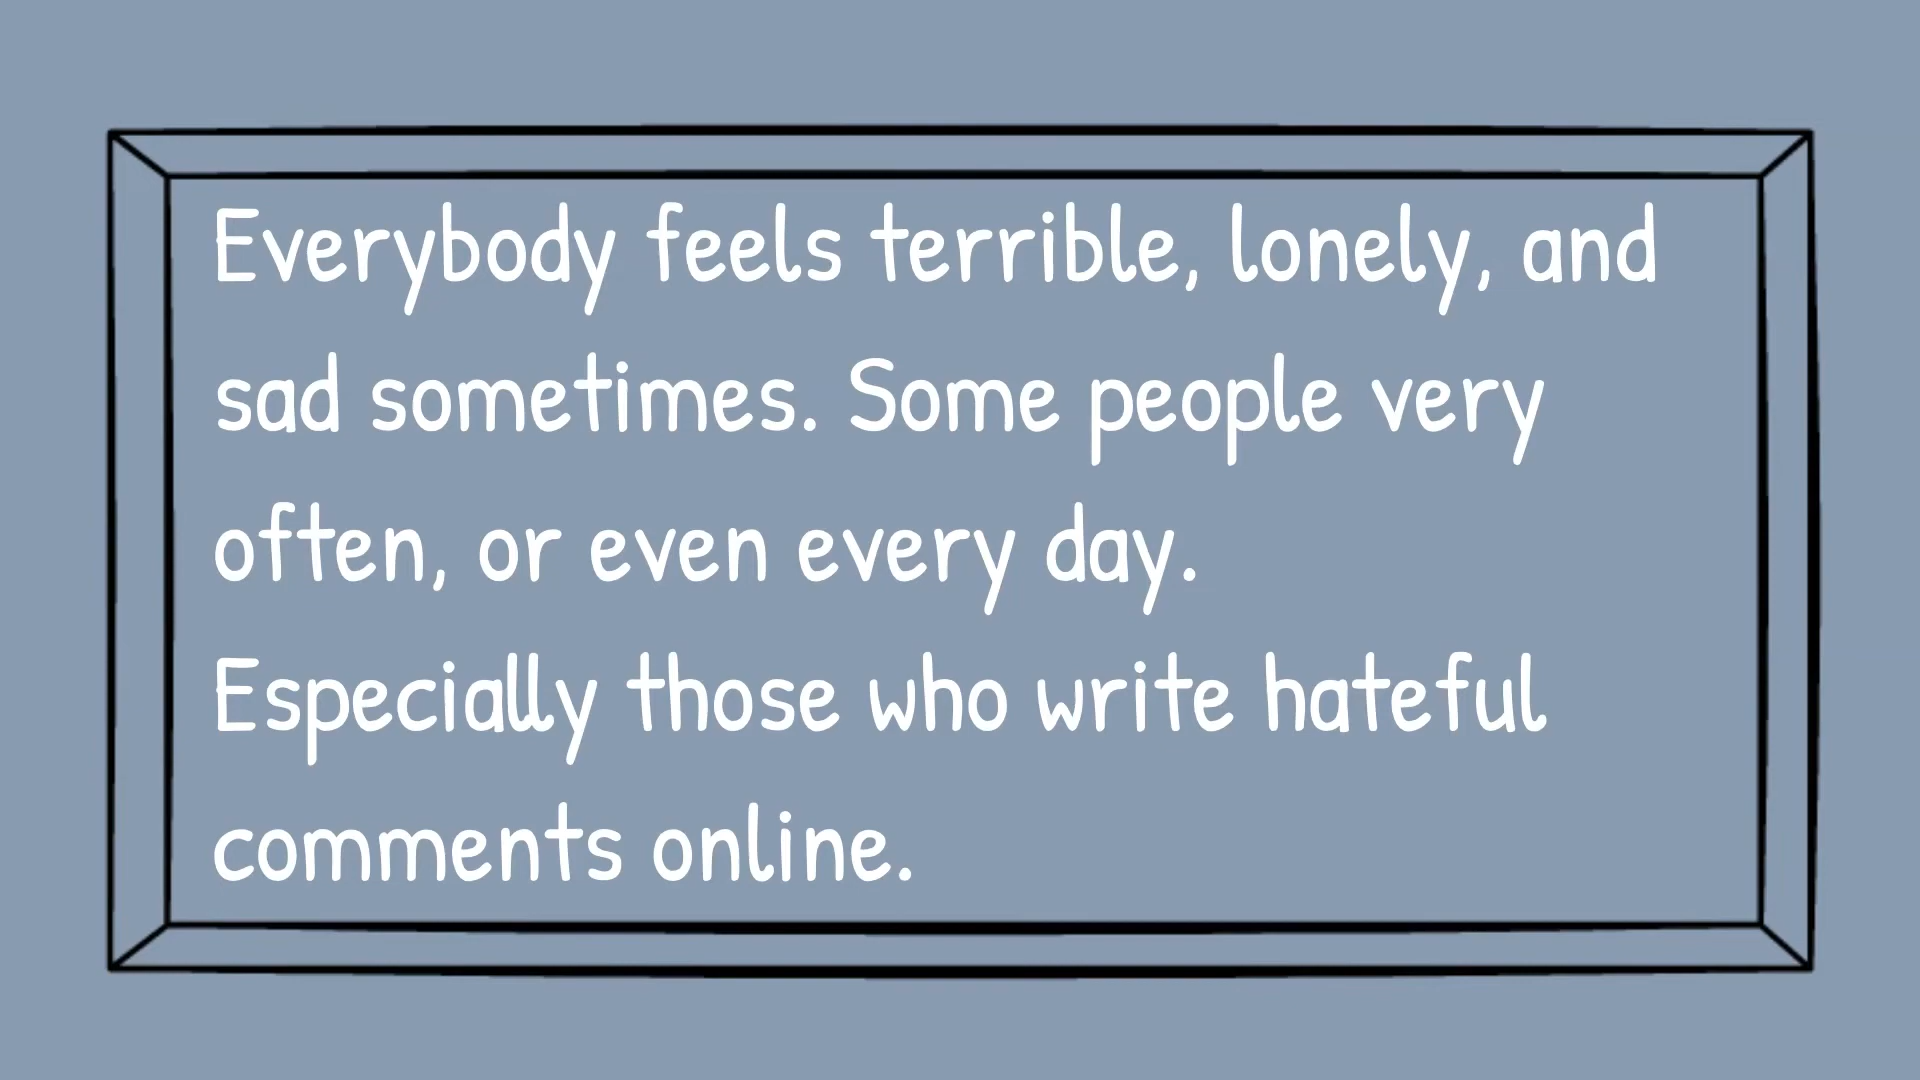 Everybody feels terrible, lonely, and
sad sometimes. Some people very
often, or even every day.
Especially those who write hateful
comments online.